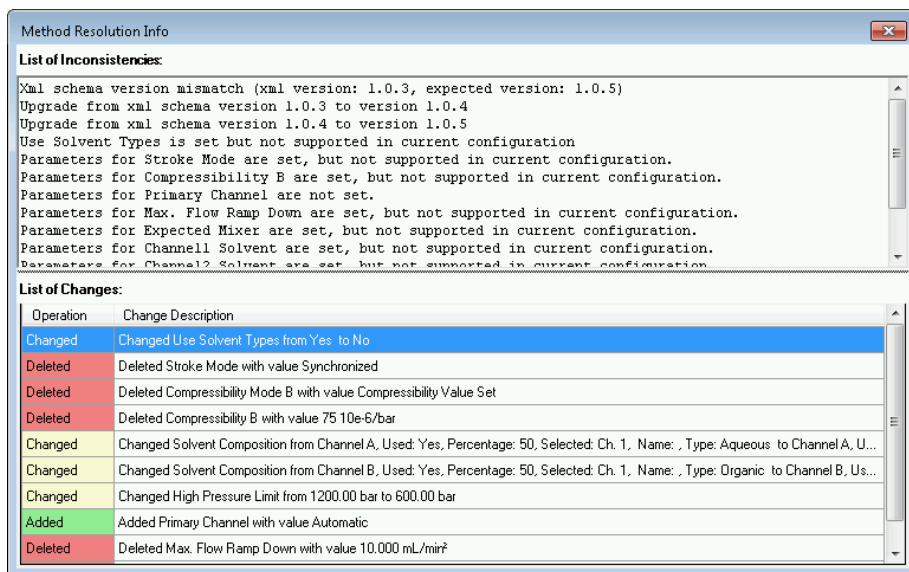 Method Resolution Info
List of Inconsistencies:
Xml schema version mismatch (xml version: 1.0.3, expected version: 1.0.5)
Upgrade from xml schema version 1.0.3 to version 1.0.4
Upgrade from xml schema version 1.0.4 to version 1.0.5
Use Solvent Types is set but not supported in current configuration
Parameters for Stroke Mode are set, but not supported in current configuration.
Parameters for Compressibility B are set, but not supported in current configuration.
Parameters for Primary Channel are not set.
Parameters for Max. Flow Ramp Down are set, but not supported in current configuration.
Parameters for Expected Mixer are set, but not supported in current configuration.
Parameters for Channel1 Solvent are set, but not supported in current configuration.
Parameters for Channel2 Solvent are set, but not supported in current configuration
List of Changes:
Operation Change Description
Changed Changed Use Solvent Types from Yes to No
Deleted Deleted Stroke Mode with value Synchronized
Deleted Deleted Compressibility Mode B with value Compressibility Value Set
Deleted Deleted Compressibility B with value 75 10e-6/bar
Changed Changed Solvent Composition from Channel A, Used: Yes, Percentage: 50, Selected: Ch. 1, Name: , Type: Aqueous to Channel A, U...
Changed Changed Solvent Composition from Channel B, Used: Yes, Percentage: 50, Selected: Ch. 1, Name: , Type: Organic to Channel B, Us...
Changed Changed High Pressure Limit from 1200.00 bar to 600.00 bar
Added Added Primary Channel with value Automatic
Deleted Deleted Max. Flow Ramp Down with value 10.000 mL/min²